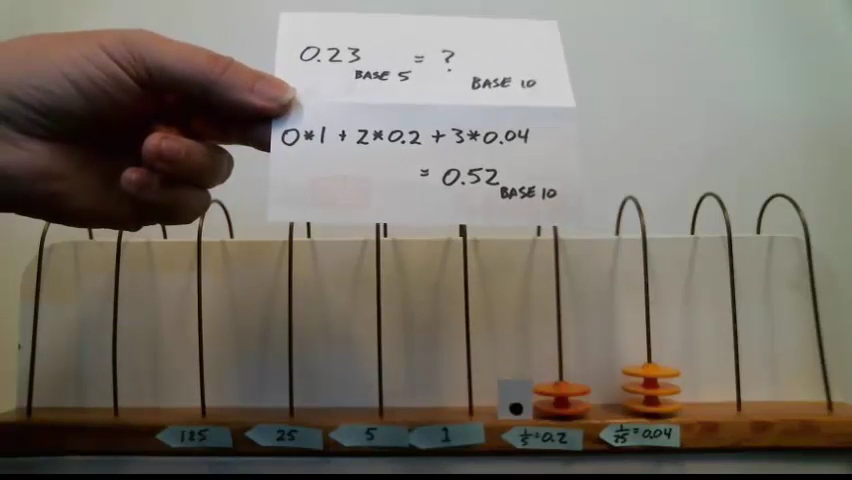 0.23 BASE 5 = ? BASE 10
0*1 + 2*0.2 + 3*0.04
= 0.52 BASE 10
125 25 5 1 1/5=0.2 1/25=0.04